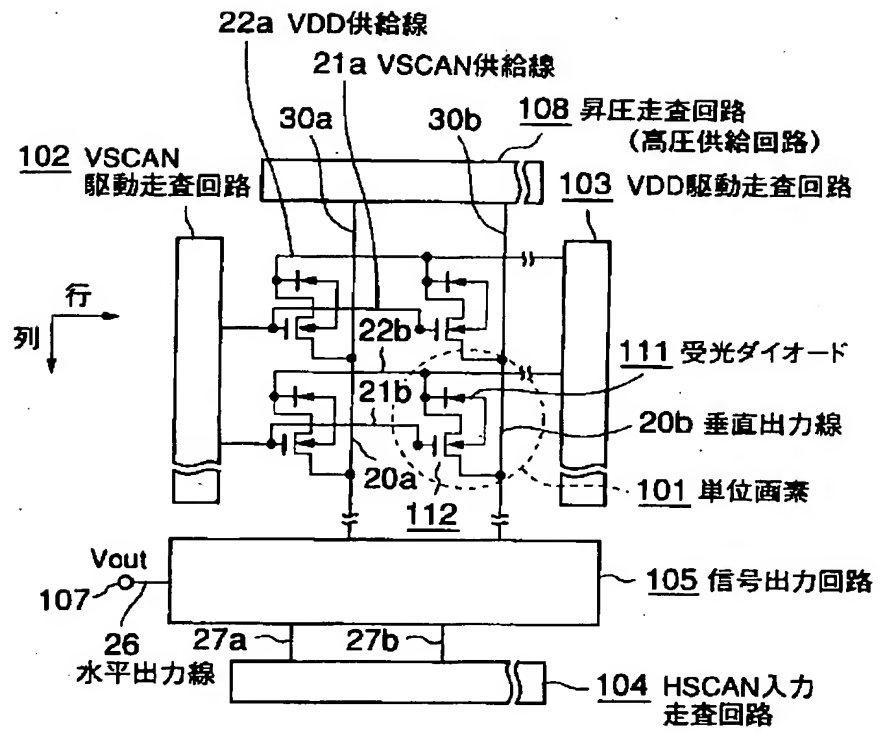 22a VDD供給線
21a VSCAN供給線
30a
30b
108 昇圧走査回路
(高圧供給回路)
102 VSCAN
駆動走査回路
103 VDD駆動走査回路
行
列
22b
111 受光ダイオード
21b
20b 垂直出力線
20a
112
101 単位画素
Vout
107
105 信号出力回路
26
水平出力線
27a
27b
104 HSCAN入力
走査回路